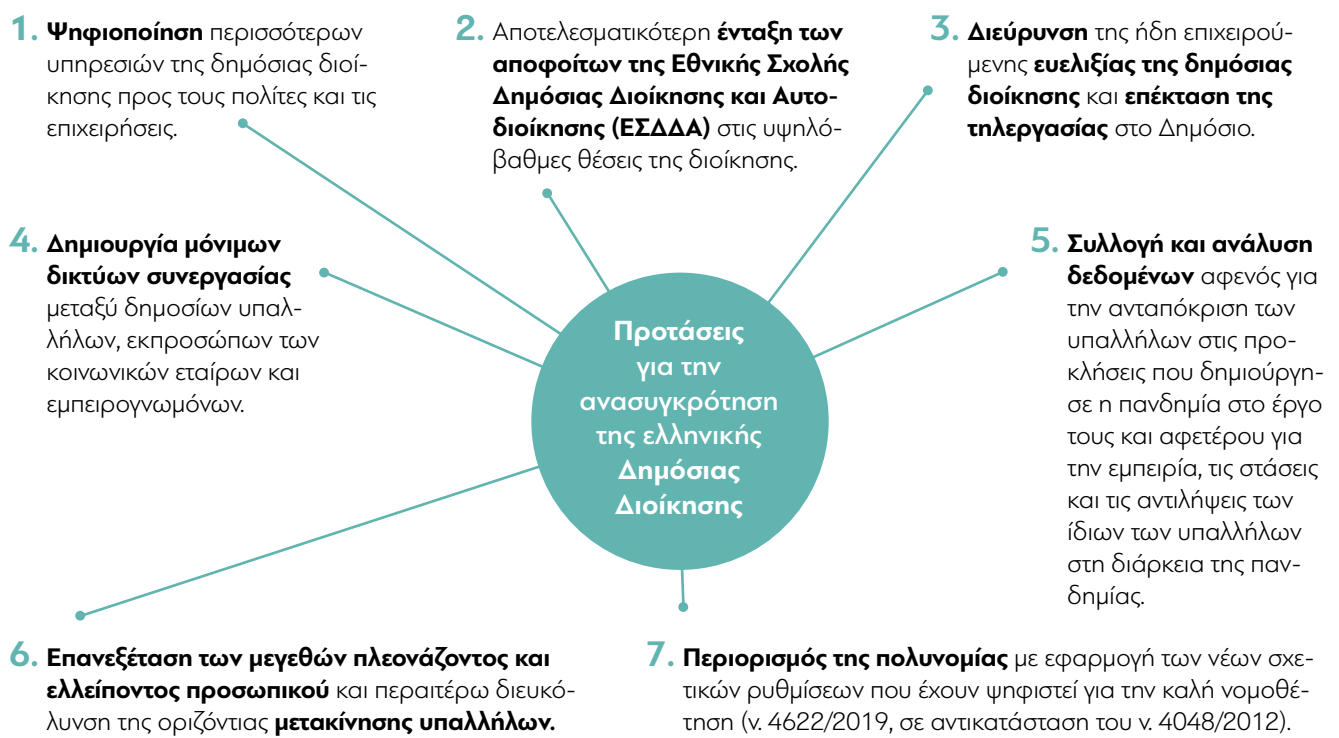 1. Ψηφιοποίηση περισσότερων
υπηρεσιών της δημόσιας διοί-
κησης προς τους πολίτες και τις
επιχειρήσεις.
2. Αποτελεσματικότερη ένταξη των
αποφοίτων της Εθνικής Σχολής
Δημόσιας Διοίκησης και Αυτο-
διοίκησης (ΕΣΔΔΑ) στις υψηλό-
βαθμες θέσεις της διοίκησης.
3. Διεύρυνση της ήδη επιχειρού-
μενης ευελιξίας της δημόσιας
διοίκησης και επέκταση της
τηλεργασίας στο Δημόσιο.
4. Δημιουργία μόνιμων
δικτύων συνεργασίας
μεταξύ δημοσίων υπαλ-
λήλων, εκπροσώπων των
κοινωνικών εταίρων και
εμπειρογνωμόνων.
Προτάσεις
για την
ανασυγκρότηση
της ελληνικής
Δημόσιας
Διοίκησης
5. Συλλογή και ανάλυση
δεδομένων αφενός για
την ανταπόκριση των
υπαλλήλων στις προ-
κλήσεις που δημιούργη-
σε η πανδημία στο έργο
τους και αφετέρου για
την εμπειρία, τις στάσεις
και τις αντιλήψεις των
ίδιων των υπαλλήλων
στη διάρκεια της παν-
δημίας.
6. Επανεξέταση των μεγεθών πλεονάζοντος και
ελλείποντος προσωπικού και περαιτέρω διευκό-
λυνση της οριζόντιας μετακίνησης υπαλλήλων.
7. Περιορισμός της πολυνομίας με εφαρμογή των νέων σχε-
τικών ρυθμίσεων που έχουν ψηφιστεί για την καλή νομοθέ-
τηση (ν. 4622/2019, σε αντικατάσταση του ν. 4048/2012).